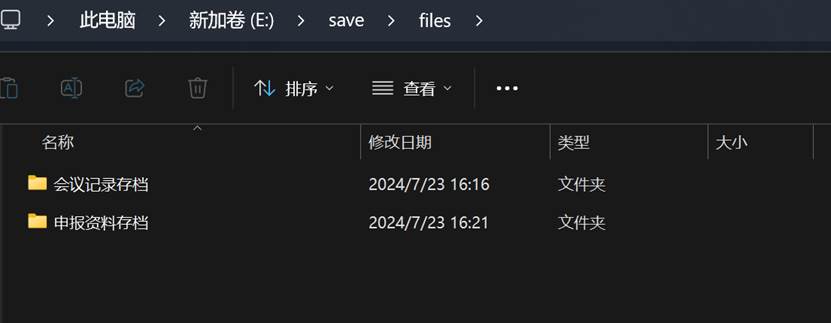 此电脑 > 新加卷 (E:) > save > files >
排序 查看 •••
名称 修改日期 类型 大小
会议记录存档 2024/7/23 16:16 文件夹
申报资料存档 2024/7/23 16:21 文件夹